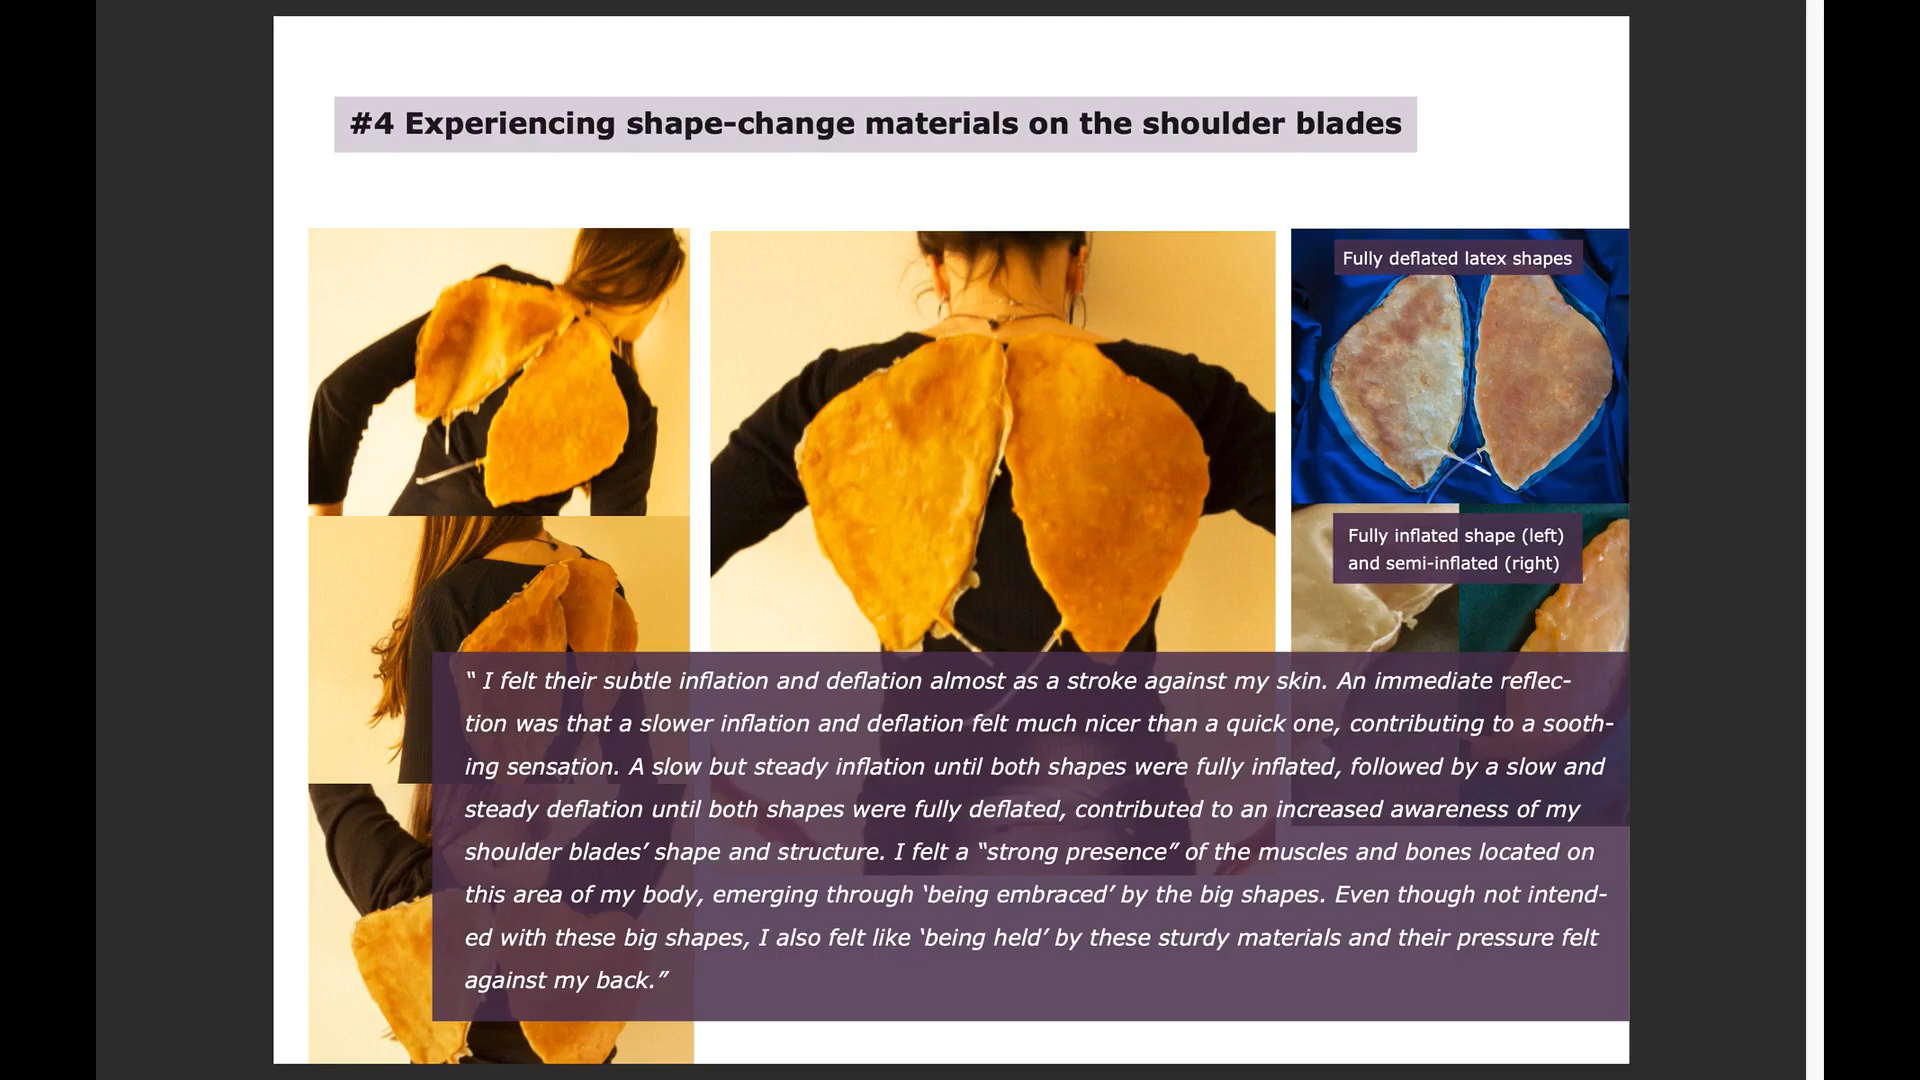 #4 Experiencing shape-change materials on the shoulder blades
Fully deflated latex shapes
Fully inflated shape (left)
and semi-inflated (right)
“ I felt their subtle inflation and deflation almost as a stroke against my skin. An immediate reflec-
tion was that a slower inflation and deflation felt much nicer than a quick one, contributing to a sooth-
ing sensation. A slow but steady inflation until both shapes were fully inflated, followed by a slow and
steady deflation until both shapes were fully deflated, contributed to an increased awareness of my
shoulder blades’ shape and structure. I felt a “strong presence” of the muscles and bones located on
this area of my body, emerging through ‘being embraced’ by the big shapes. Even though not intend-
ed with these big shapes, I also felt like ‘being held’ by these sturdy materials and their pressure felt
against my back.”